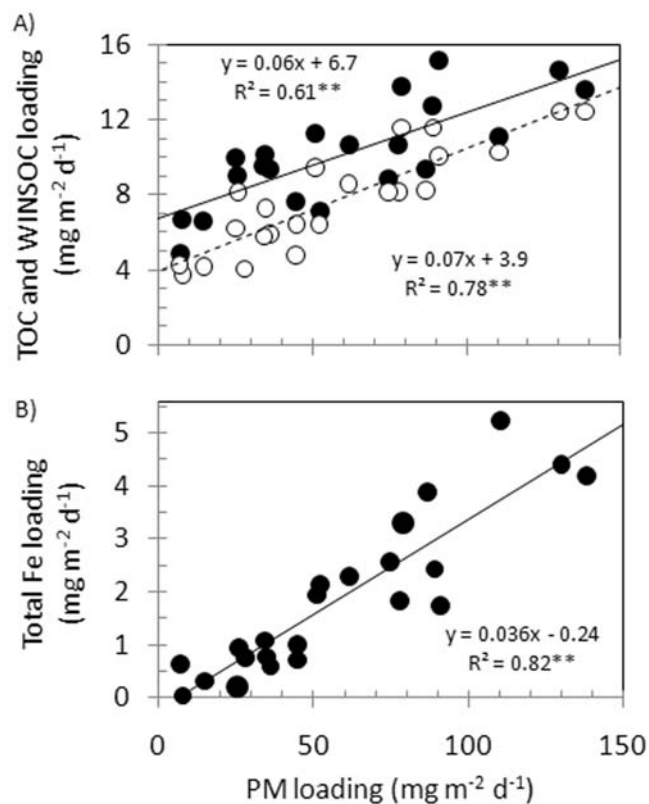 A)
TOC and WINSOC loading
(mg m⁻² d⁻¹)
16
12
8
4
0
y = 0.06x + 6.7
R² = 0.61**
y = 0.07x + 3.9
R² = 0.78**
B)
Total Fe loading
(mg m⁻² d⁻¹)
5
4
3
2
1
0
y = 0.036x - 0.24
R² = 0.82**
0 50 100 150
PM loading (mg m⁻² d⁻¹)